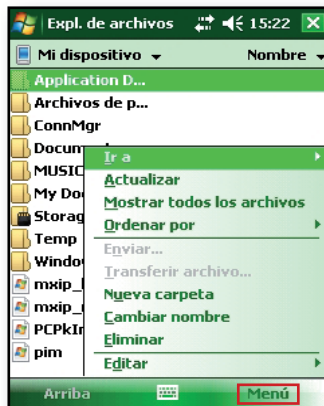 Expl. de archivos 15:22
Mi dispositivo Nombre
Application D...
Archivos de p...
ConnMgr
Ir a
MUSIC
Actualizar
My Do
Mostrar todos los archivos
Storag
Ordenar por
Temp
Enviar...
Windo
Transferir archivo...
mxip_
Nueva carpeta
mxip_
Cambiar nombre
PCPkIn
Eliminar
pim
Editar
Arriba Menú